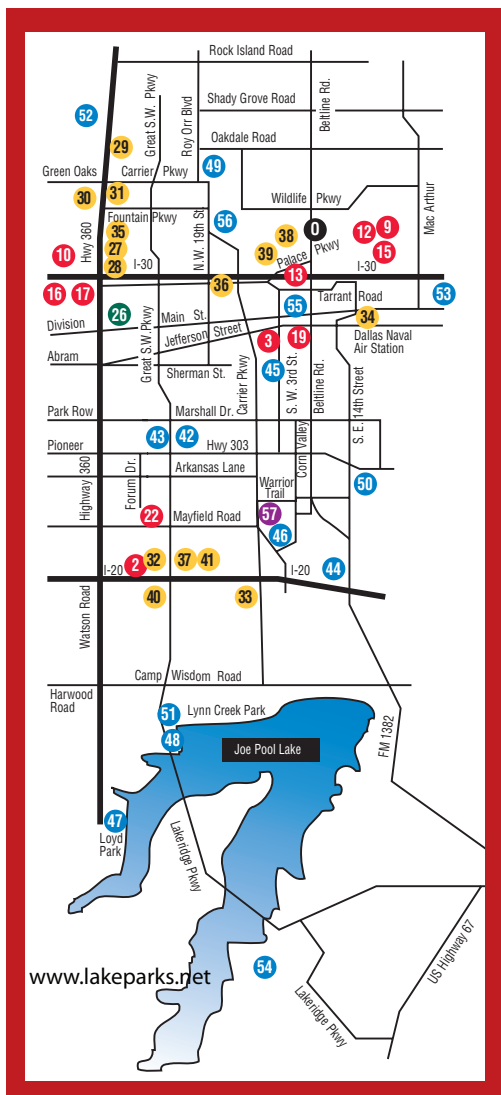 Rock Island Road
Great S.W. Pkwy
Roy Orr Blvd
Beltline Rd.
Shady Grove Road
52
Oakdale Road
29
49
Mac Arthur
Green Oaks
Carrier Pkwy
31
30
Wildlife Pkwy
Fountain Pkwy
56
N.W. 19th St.
0
12
9
35
38
Hwy 360
27
39
Palace Pkwy
15
10
28
I-30
13
I-30
16
17
36
53
55
Tarrant Road
26
Main St.
34
Division
Great S.W.Pkwy
Jefferson Street
3
19
Dallas Naval
Air Station
Abram
Sherman St.
45
Carrier Pkwy
S. W. 3rd St.
Beltline Rd.
S. E. 14th Street
Park Row
Marshall Dr.
43
42
Corn Valley
Pioneer
Hwy 303
Highway 360
Forum Dr.
Arkansas Lane
Warrior
Trail
50
22
Mayfield Road
57
46
I-20
2
32
37
41
I-20
44
Watson Road
40
33
Camp Wisdom Road
Harwood
Road
51
Lynn Creek Park
FM 1382
48
Joe Pool Lake
47
Loyd
Park
Lakeridge Pkwy
54
www.lakeparks.net
US Highway 67
Lakeridge Pkwy